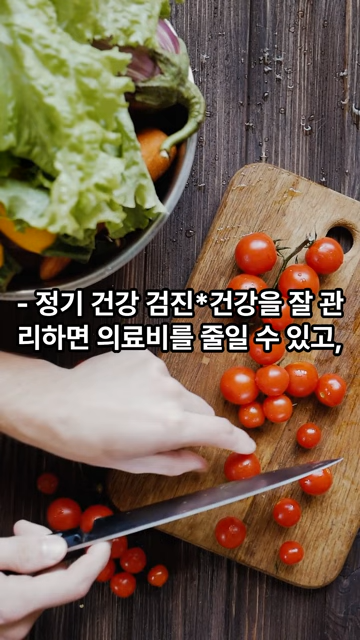 - 정기 건강 검진*건강을 잘 관
리하면 의료비를 줄일 수 있고,